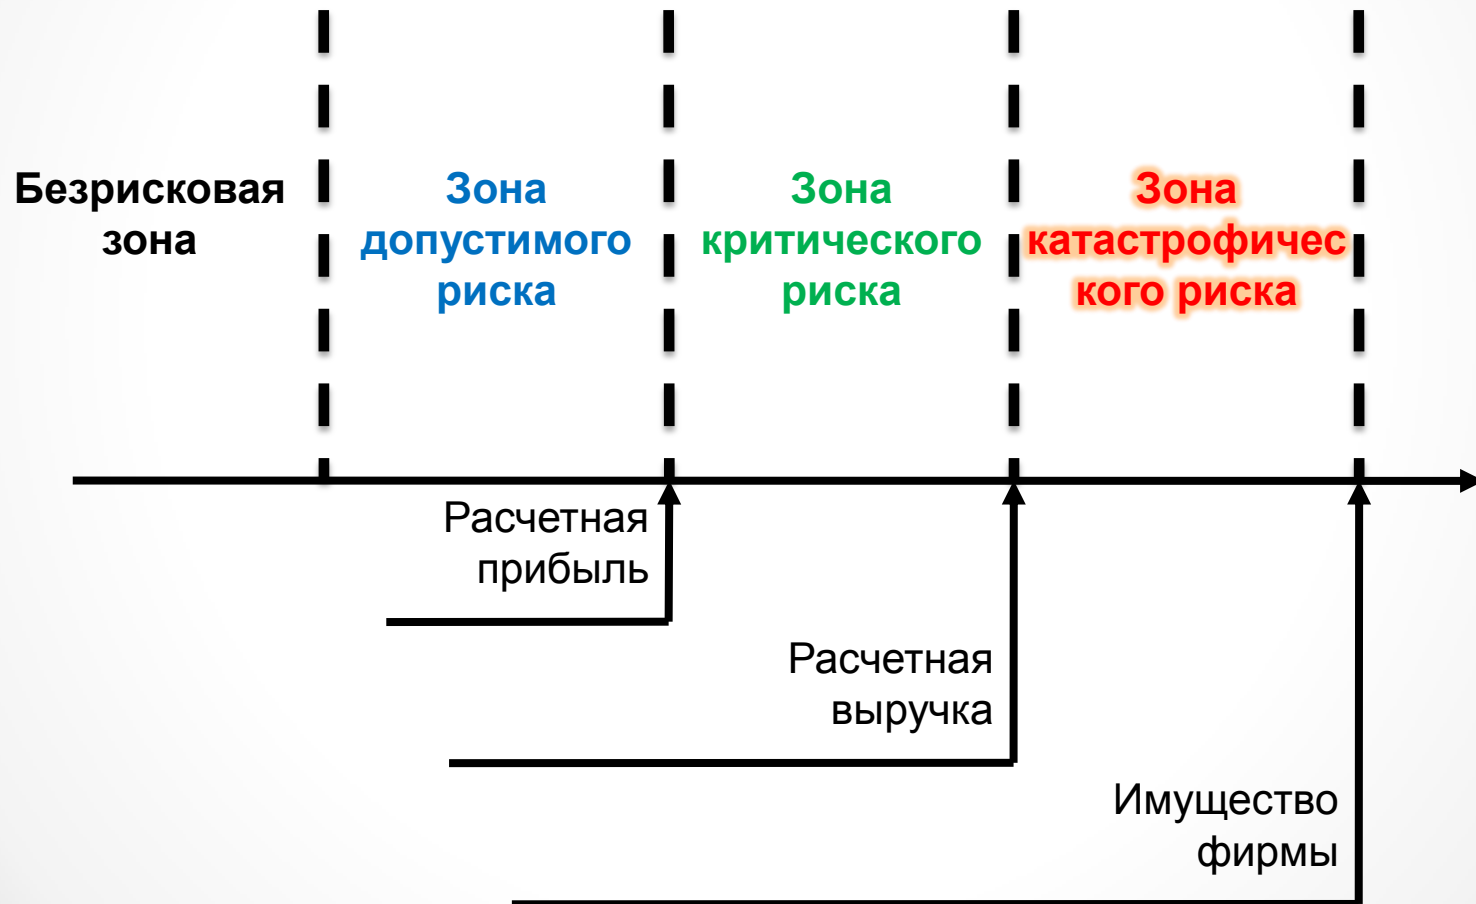 Безрисковая
зона
Зона
допустимого
риска
Зона
критического
риска
Зона
катастрофичес
кого риска
Расчетная
прибыль
Расчетная
выручка
Имущество
фирмы